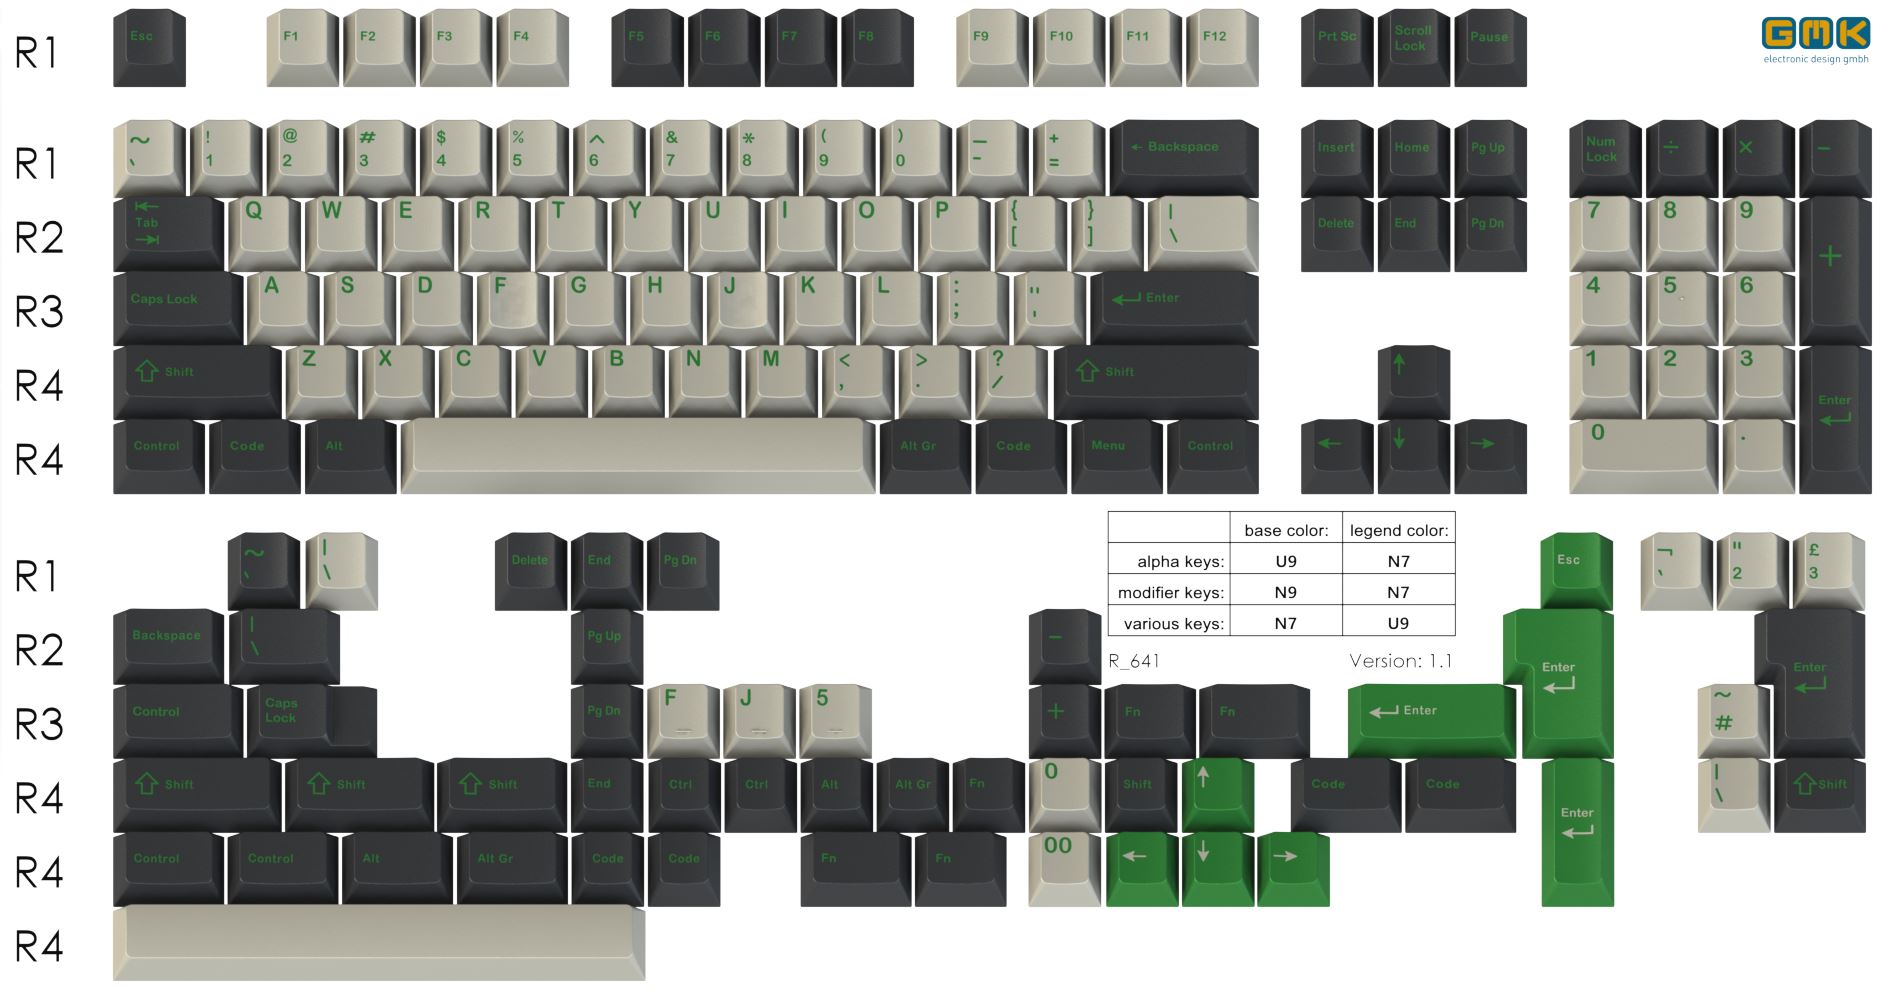 R1 Esc F1 F2 F3 F4 F5 F6 F7 F8 F9 F10 F11 F12 Prt Sc Scroll Lock Pause
GMK
electronic design gmbh
R1 ~ ` ! 1 @ 2 # 3 $ 4 % 5 ^ 6 & 7 * 8 ( 9 ) 0 _ - + = ← Backspace Insert Home Pg Up Num Lock ÷ × −
R2 Tab Q W E R T Y U I O P { [ } ] | \ Delete End Pg Dn 7 8 9 +
R3 Caps Lock A S D F G H J K L : ; " ' Enter 4 5 6
R4 Shift Z X C V B N M < , > . ? / Shift ↑ 1 2 3 Enter
R4 Control Code Alt Alt Gr Code Menu Control ← ↓ → 0 .
base color: legend color:
alpha keys: U9 N7
modifier keys: N9 N7
various keys: N7 U9
R_641 Version: 1.1
R1 ~ ` | \ Delete End Pg Dn Esc ¬ ` " 2 £ 3
R2 Backspace | \ Pg Up - Enter Enter
R3 Control Caps Lock Pg Dn F J 5 + Fn Fn Enter ~ #
R4 Shift Shift Shift End Ctrl Ctrl Alt Alt Gr Fn 0 Shift ↑ Code Code Enter | \ Shift
R4 Control Control Alt Alt Gr Code Code Fn Fn 00 ← ↓ →
R4